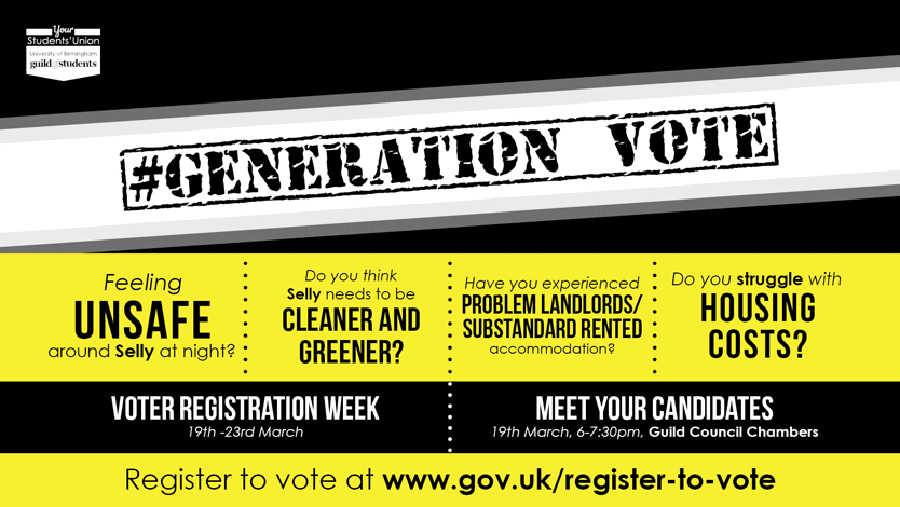 Your
Students' Union
University of Birmingham
guildofstudents
#GENERATION VOTE
Feeling
UNSAFE
around Selly at night?
Do you think
Selly needs to be
CLEANER AND
GREENER?
Have you experienced
PROBLEM LANDLORDS/
SUBSTANDARD RENTED
accommodation?
Do you struggle with
HOUSING
COSTS?
VOTER REGISTRATION WEEK
19th -23rd March
MEET YOUR CANDIDATES
19th March, 6-7:30pm, Guild Council Chambers
Register to vote at www.gov.uk/register-to-vote